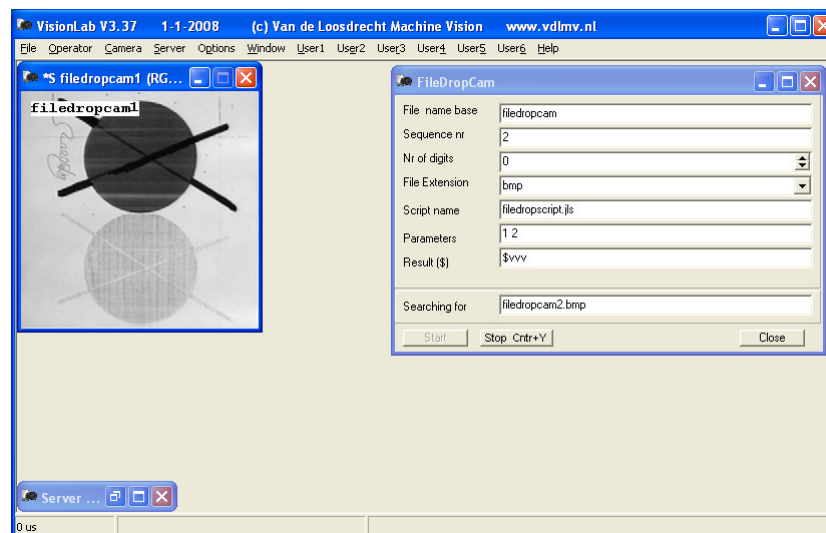 VisionLab V3.37 1-1-2008 (c) Van de Loosdrecht Machine Vision www.vdlmv.nl
File Operator Camera Server Options Window User1 User2 User3 User4 User5 User6 Help
*S filedropcam1 (RG...
filedropcam1
FileDropCam
File name base filedropcam
Sequence nr 2
Nr of digits 0
File Extension bmp
Script name filedropscript.jls
Parameters 1 2
Result ($) $vvv
Searching for filedropcam2.bmp
Start Stop Cntr+Y Close
Server ...
0 us